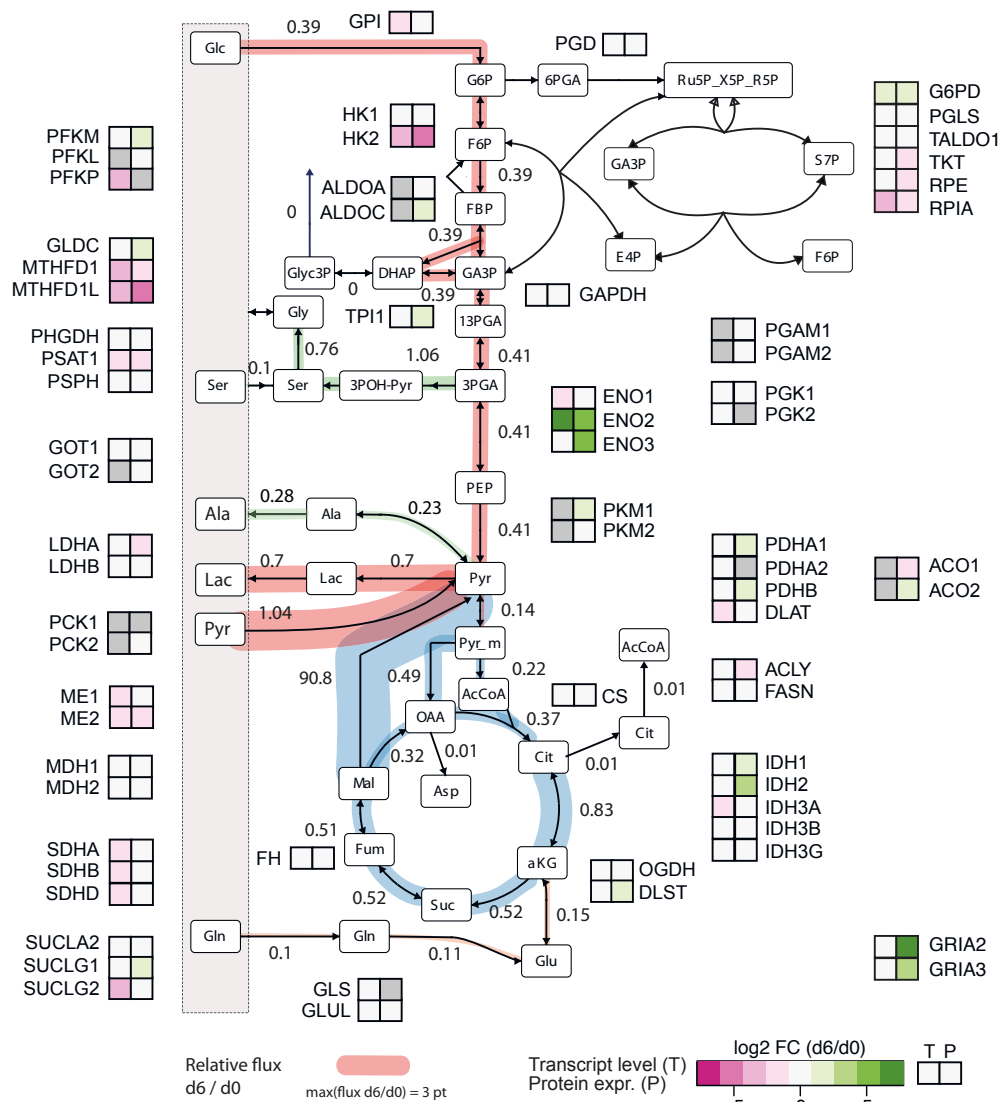 0.39
GPI
Glc
PGD
G6P
6PGA
Ru5P_X5P_R5P
G6PD
PGLS
TALDO1
TKT
RPE
RPIA
HK1
HK2
F6P
PFKM
PFKL
PFKP
GA3P
S7P
0.39
ALDOA
ALDOC
FBP
0
0.39
GLDC
MTHFD1
MTHFD1L
Glyc3P
DHAP
GA3P
E4P
F6P
0
0.39
GAPDH
Gly
TPI1
13PGA
PHGDH
PSAT1
PSPH
PGAM1
PGAM2
0.76
1.06
0.41
0.1
Ser
Ser
3POH-Pyr
3PGA
PGK1
PGK2
ENO1
ENO2
ENO3
0.41
GOT1
GOT2
PEP
0.28
0.23
Ala
Ala
PKM1
PKM2
0.41
LDHA
LDHB
0.7
0.7
Lac
Lac
Pyr
PDHA1
PDHA2
PDHB
DLAT
ACO1
ACO2
1.04
0.14
PCK1
PCK2
Pyr
Pyr_m
AcCoA
90.8
0.49
0.22
ACLY
FASN
ME1
ME2
AcCoA
CS
0.01
OAA
0.37
Cit
0.32
0.01
Cit
0.01
MDH1
MDH2
Mal
Asp
IDH1
IDH2
IDH3A
IDH3B
IDH3G
0.83
0.51
FH
Fum
aKG
SDHA
SDHB
SDHD
OGDH
DLST
0.52
Suc
0.52
0.15
Gln
Gln
0.1
0.11
Glu
SUCLA2
SUCLG1
SUCLG2
GRIA2
GRIA3
GLS
GLUL
Relative flux
d6 / d0
max(flux d6/d0) = 3 pt
Transcript level (T)
Protein expr. (P)
log2 FC (d6/d0)
T P